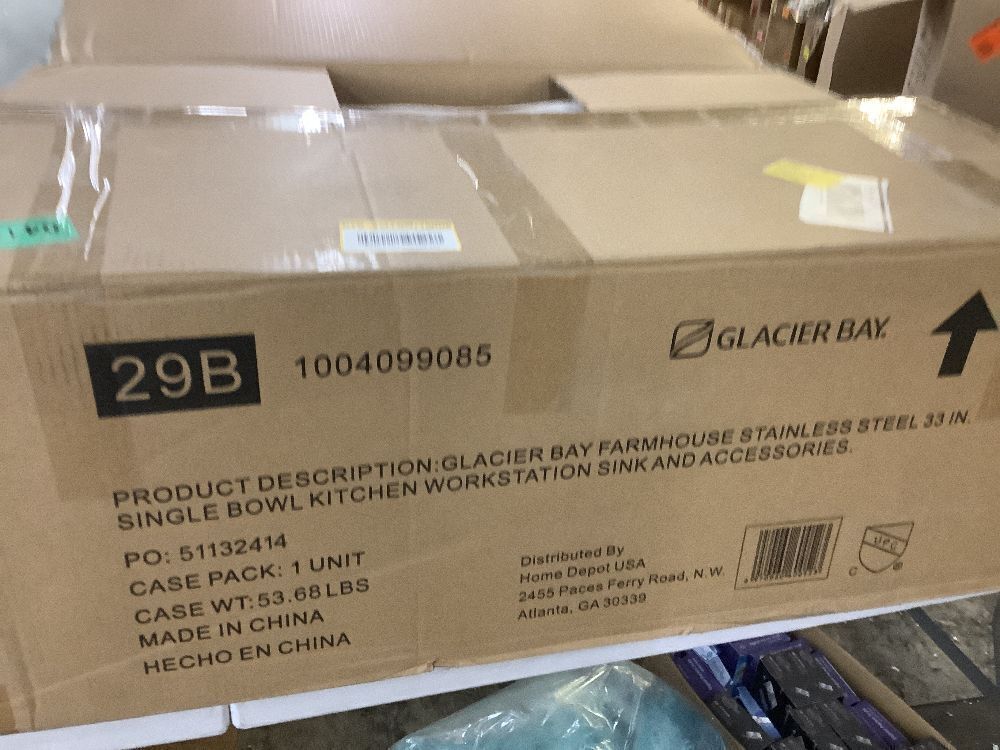 29B
1004099085
GLACIER BAY.
PRODUCT DESCRIPTION:GLACIER BAY FARMHOUSE STAINLESS STEEL 33 IN.
SINGLE BOWL KITCHEN WORKSTATION SINK AND ACCESSORIES.
PO: 51132414
CASE PACK: 1 UNIT
CASE WT:53.68LBS
MADE IN CHINA
HECHO EN CHINA
Distributed By
Home Depot USA
2455 Paces Ferry Road, N.W.
Atlanta, GA 30339
UPC
C
®